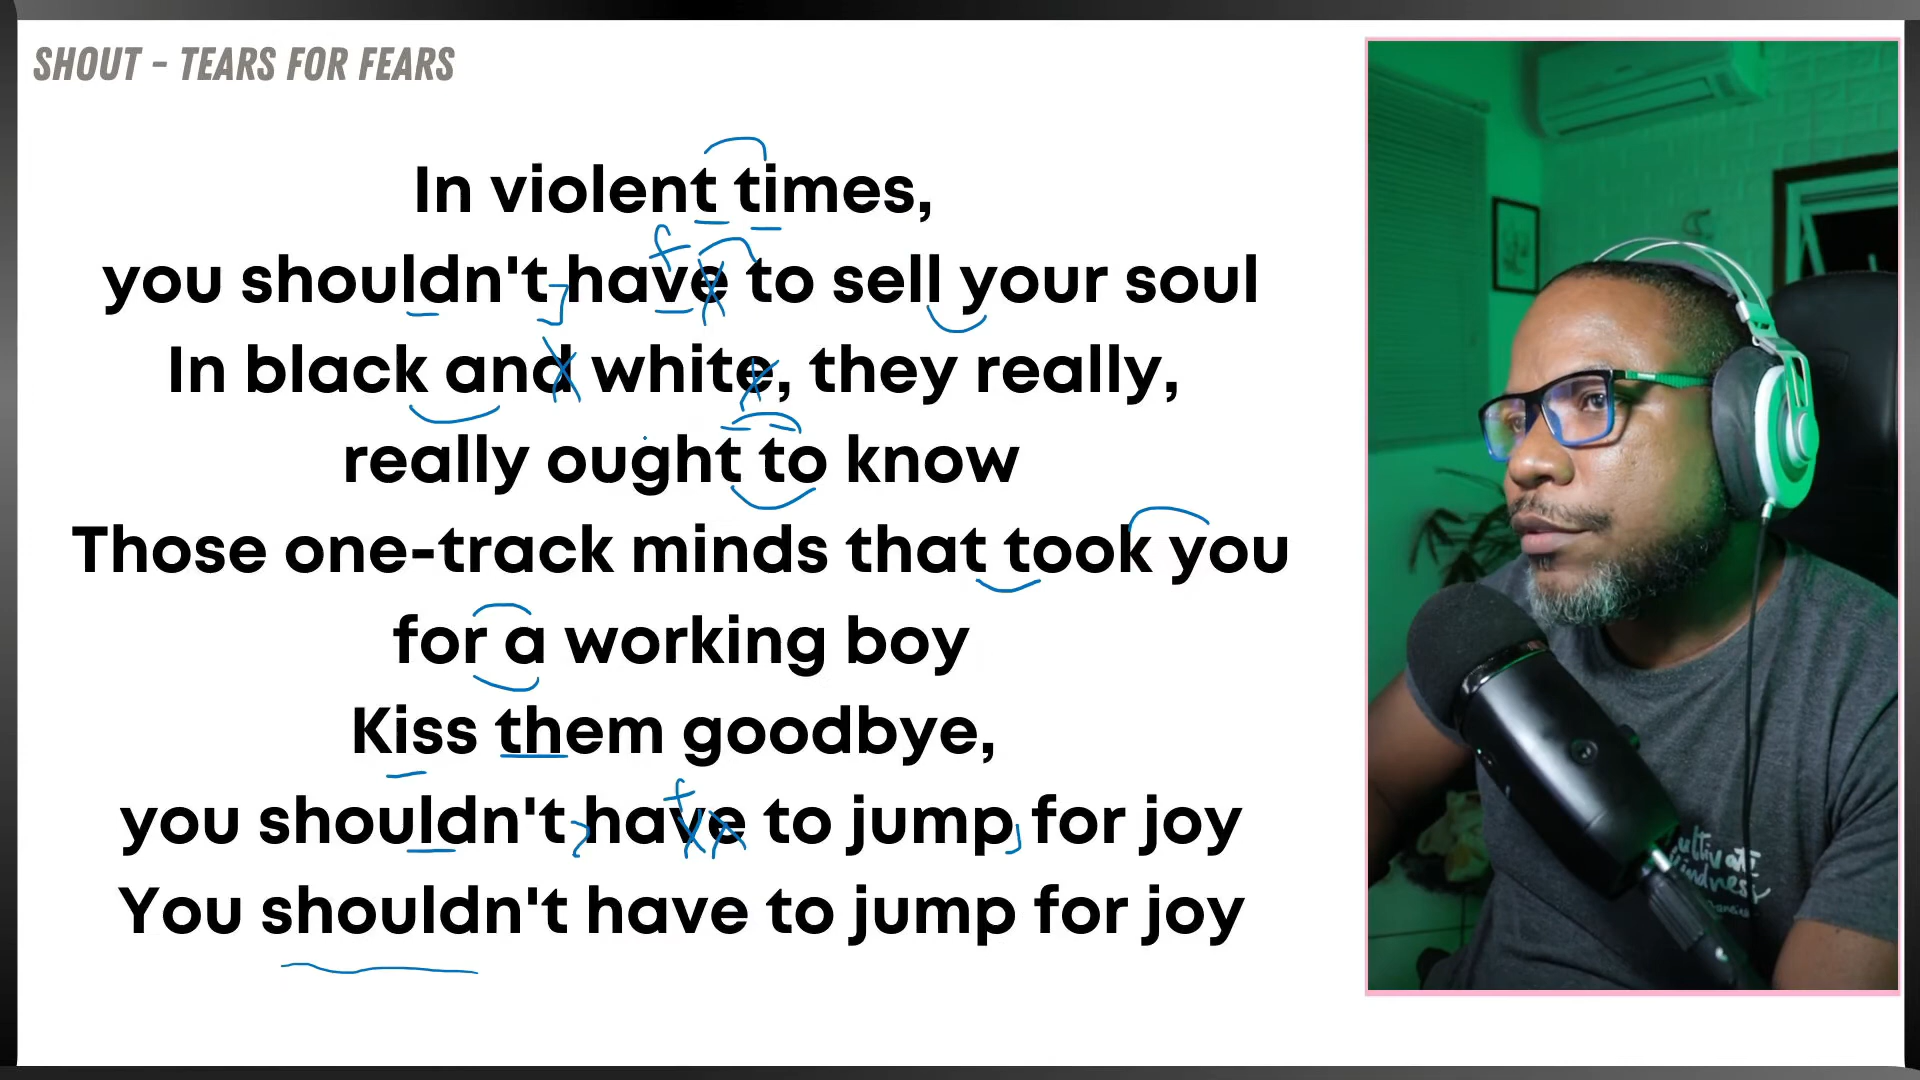 SHOUT - TEARS FOR FEARS
In violent times,
you shouldn't have to sell your soul
In black and white, they really,
really ought to know
Those one-track minds that took you
for a working boy
Kiss them goodbye,
you shouldn't have to jump for joy
You shouldn't have to jump for joy
f
f
cultivate
kindness